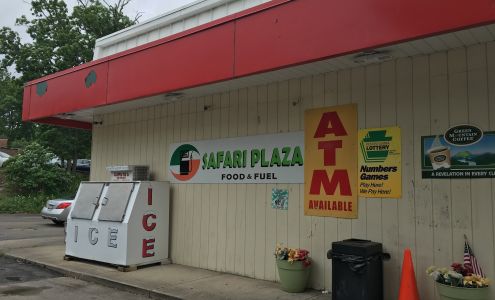 SAFARI PLAZA
FOOD & FUEL
ATM
AVAILABLE
LOTTERY
Numbers
Games
Play Here!
We Pay Here!
GREEN MOUNTAIN
COFFEE
A REVELATION IN EVERY
ICE
ICE